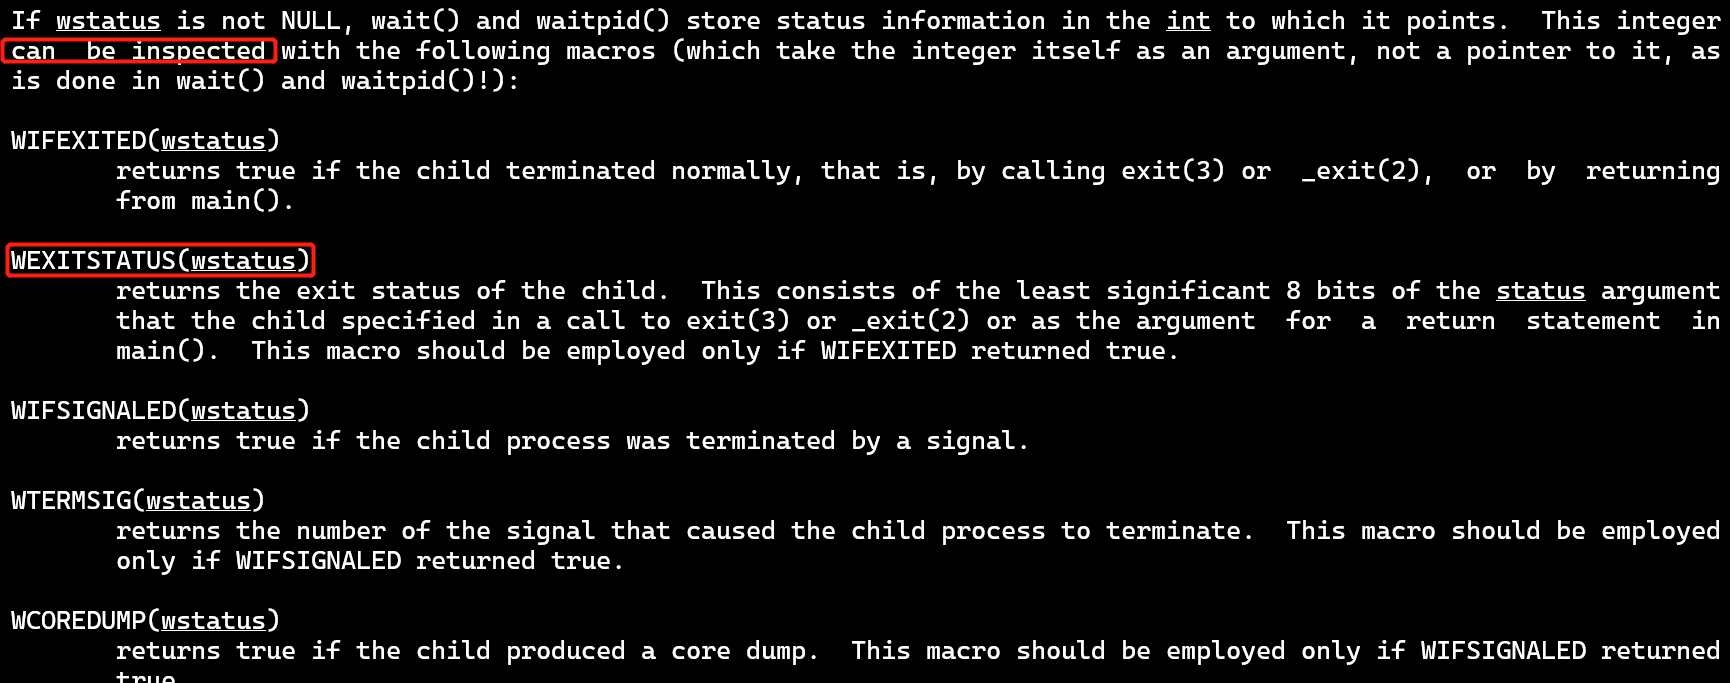 If wstatus is not NULL, wait() and waitpid() store status information in the int to which it points.  This integer
can  be inspected with the following macros (which take the integer itself as an argument, not a pointer to it, as
is done in wait() and waitpid()!):
WIFEXITED(wstatus)
returns true if the child terminated normally, that is, by calling exit(3) or  _exit(2),  or  by  returning
from main().
WEXITSTATUS(wstatus)
returns the exit status of the child.  This consists of the least significant 8 bits of the status argument
that the child specified in a call to exit(3) or _exit(2) or as the argument  for  a  return  statement  in
main().  This macro should be employed only if WIFEXITED returned true.
WIFSIGNALED(wstatus)
returns true if the child process was terminated by a signal.
WTERMSIG(wstatus)
returns the number of the signal that caused the child process to terminate.  This macro should be employed
only if WIFSIGNALED returned true.
WCOREDUMP(wstatus)
returns true if the child produced a core dump.  This macro should be employed only if WIFSIGNALED returned
true.